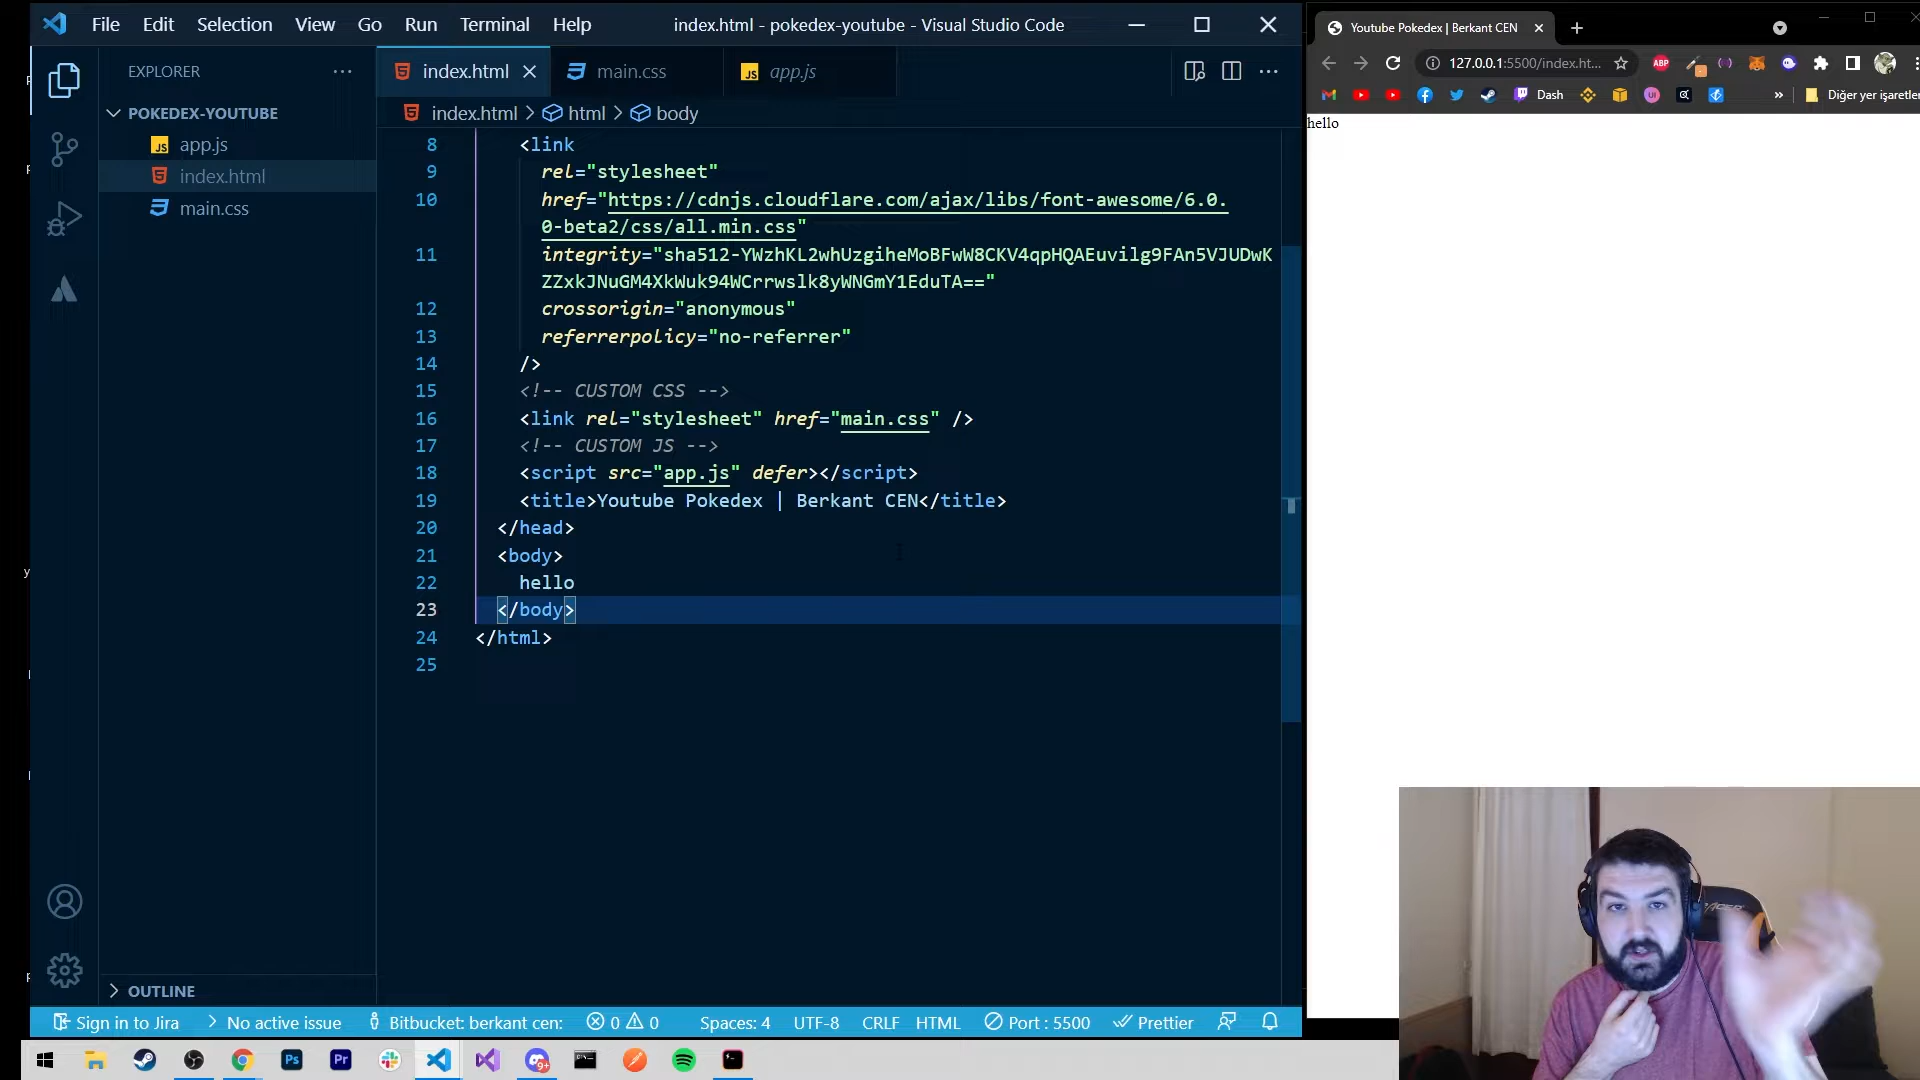 File Edit Selection View Go Run Terminal Help
index.html - pokedex-youtube - Visual Studio Code
EXPLORER
POKEDEX-YOUTUBE
app.js
index.html
main.css
OUTLINE
index.html main.css app.js
index.html > html > body
8 <link
9 rel="stylesheet"
10 href="https://cdnjs.cloudflare.com/ajax/libs/font-awesome/6.0.
0-beta2/css/all.min.css"
11 integrity="sha512-YWzhKL2whUzgiheMoBFwW8CKV4qpHQAEuvilg9FAn5VJUDwK
ZZxkJNuGM4XkWuk94WCrrwslk8yWNGmY1EduTA=="
12 crossorigin="anonymous"
13 referrerpolicy="no-referrer"
14 />
15 <!-- CUSTOM CSS -->
16 <link rel="stylesheet" href="main.css" />
17 <!-- CUSTOM JS -->
18 <script src="app.js" defer></script>
19 <title>Youtube Pokedex | Berkant CEN</title>
20 </head>
21 <body>
22 hello
23 </body>
24 </html>
25
Sign in to Jira No active issue Bitbucket: berkant cen: 0 0 Spaces: 4 UTF-8 CRLF HTML Port : 5500 Prettier
Youtube Pokedex | Berkant CEN
127.0.0.1:5500/index.ht...
ABP
Dash
» Diğer yer işaretler
hello
Ps Pr 9+